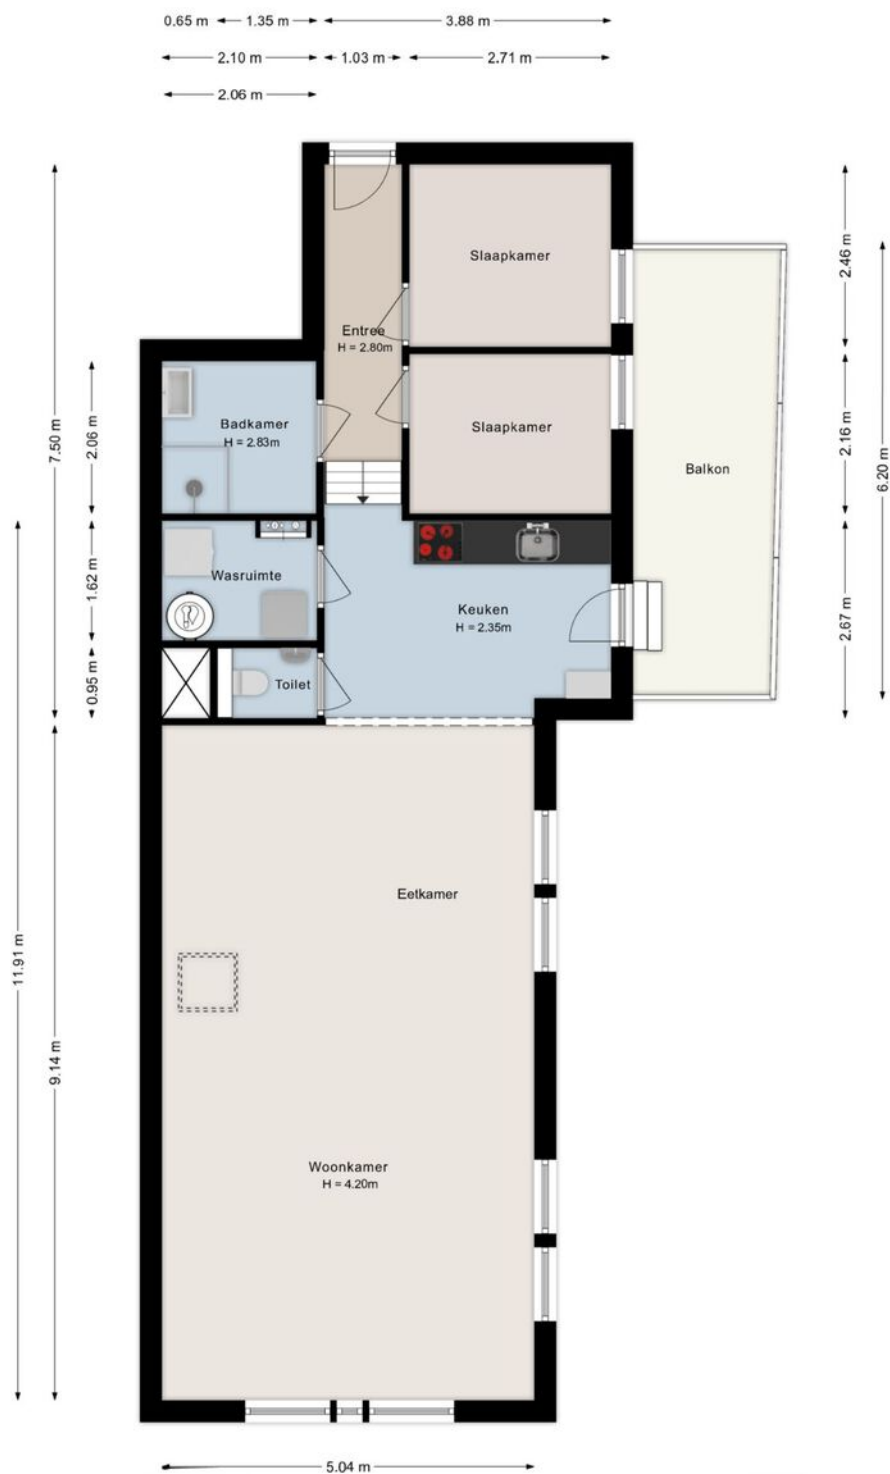 0.65 m 1.35 m 3.88 m
2.10 m 1.03 m 2.71 m
2.06 m
7.50 m
2.06 m
1.62 m
0.95 m
11.91 m
9.14 m
2.46 m
2.16 m
2.67 m
6.20 m
Slaapkamer
Entree
H = 2.80m
Badkamer
H = 2.83m
Slaapkamer
Balkon
Wasruimte
Keuken
H = 2.35m
Toilet
Eetkamer
Woonkamer
H = 4.20m
5.04 m